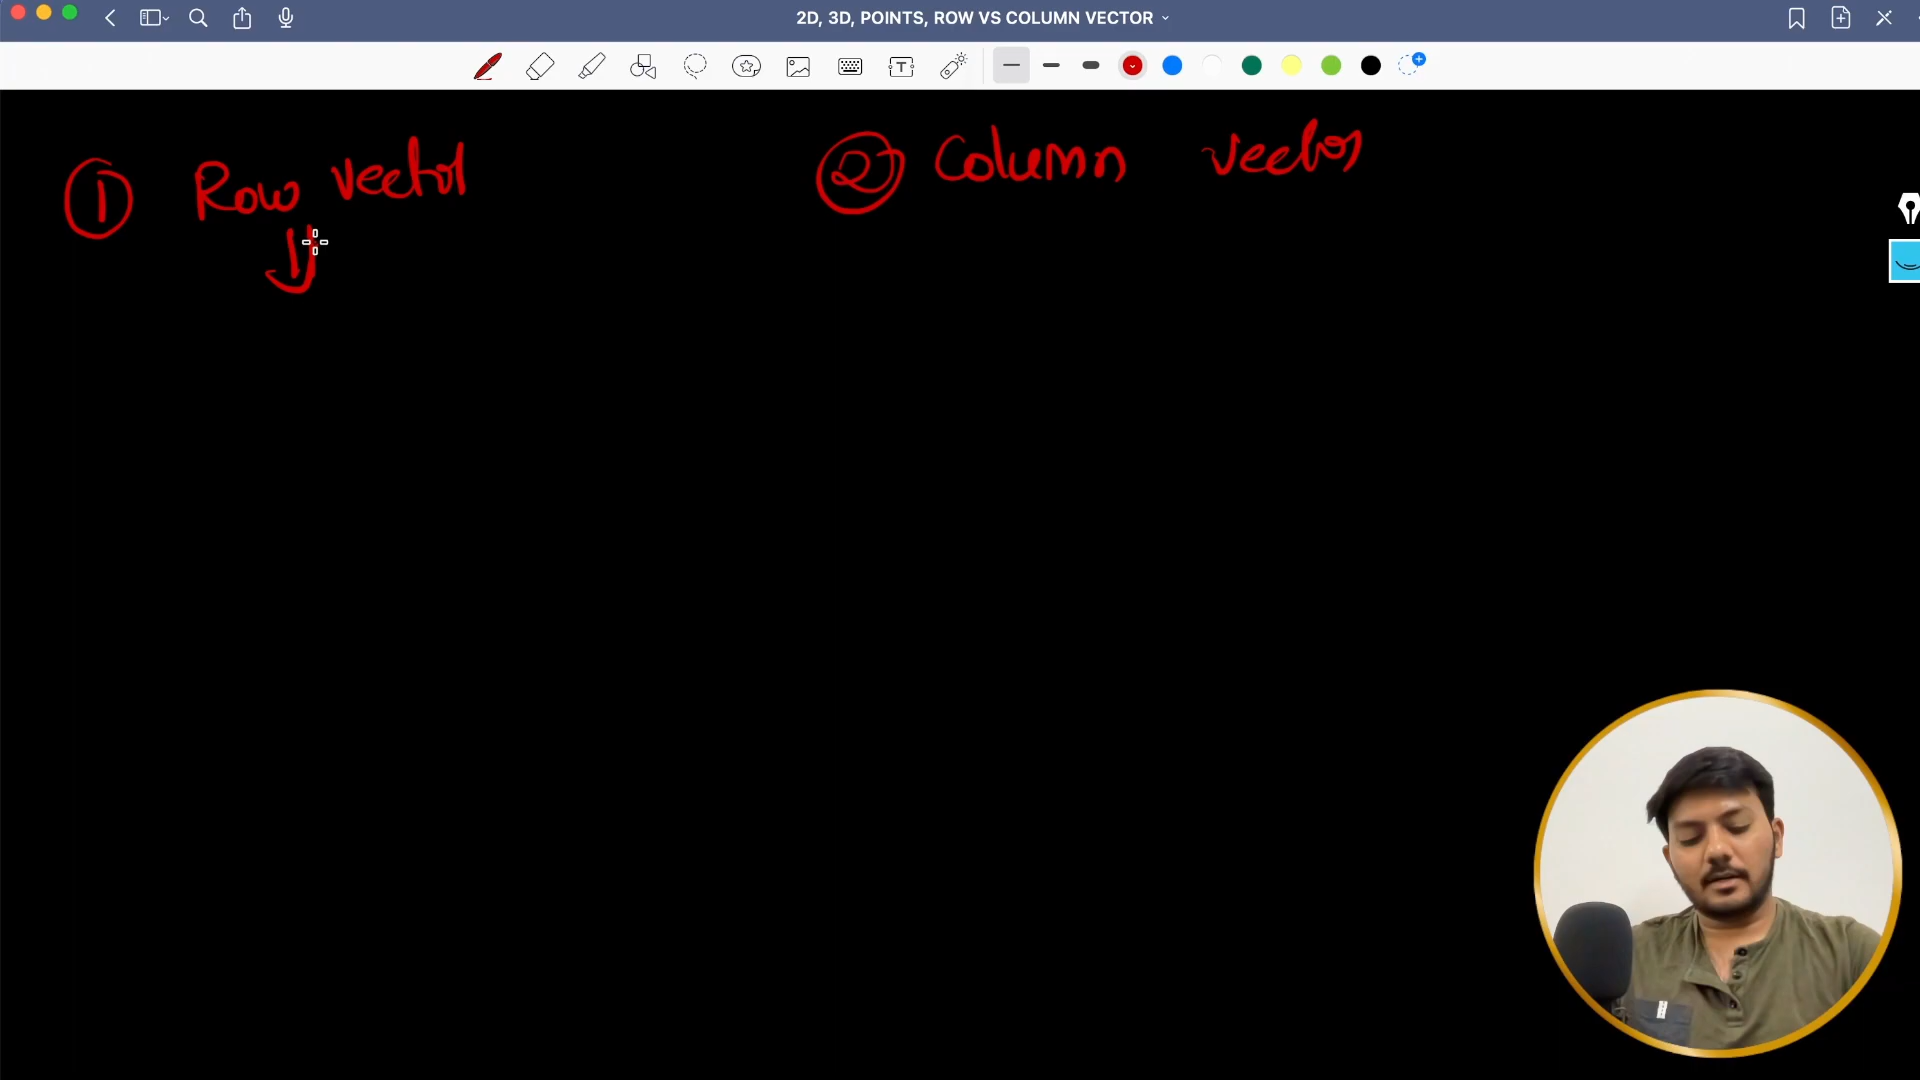 2D, 3D, POINTS, ROW VS COLUMN VECTOR
① Row vector
② Column vector